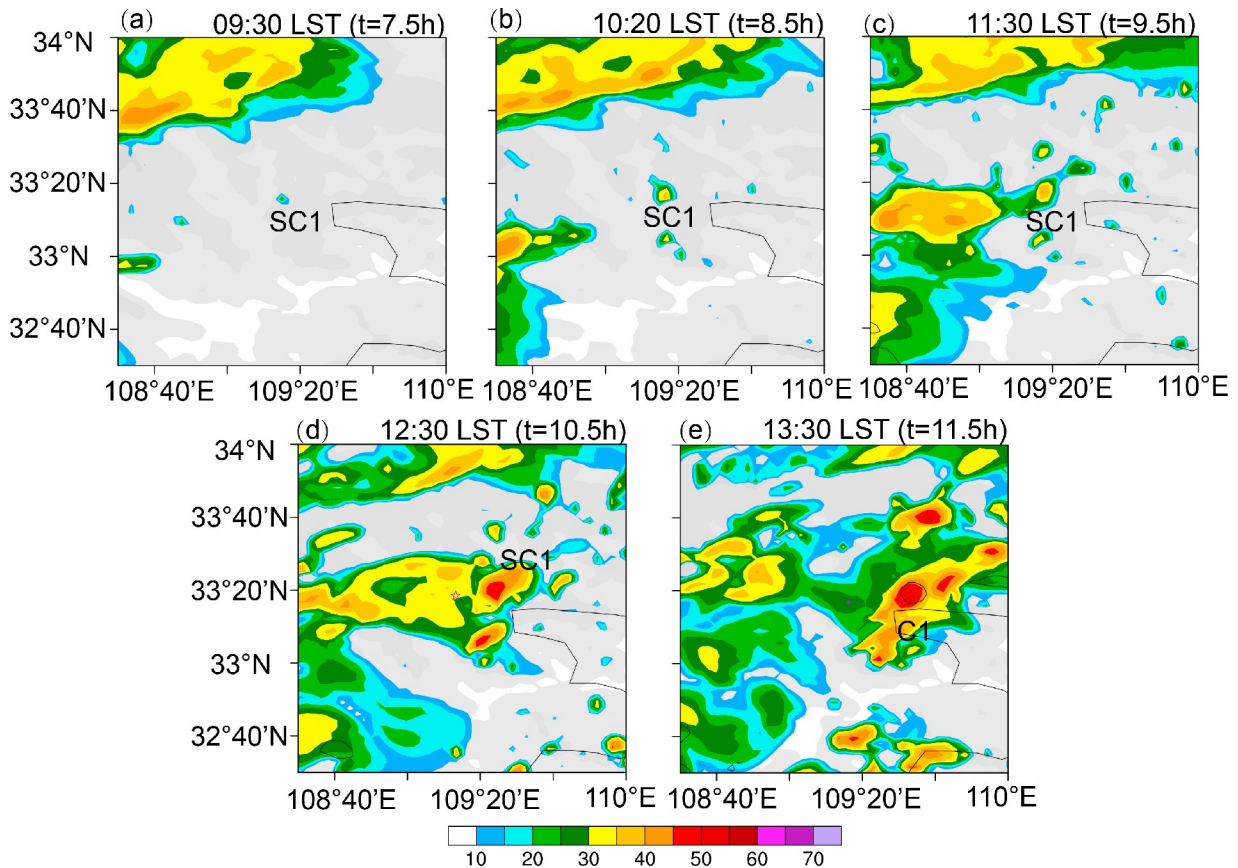 (a) 09:30 LST (t=7.5h)
(b) 10:20 LST (t=8.5h)
(c) 11:30 LST (t=9.5h)
34°N
33°40'N
33°20'N
33°N
32°40'N
SC1
SC1
SC1
108°40'E 109°20'E 110°E
108°40'E 109°20'E 110°E
108°40'E 109°20'E 110°E
(d) 12:30 LST (t=10.5h)
(e) 13:30 LST (t=11.5h)
34°N
33°40'N
33°20'N
33°N
32°40'N
SC1
C1
108°40'E 109°20'E 110°E
108°40'E 109°20'E 110°E
10 20 30 40 50 60 70